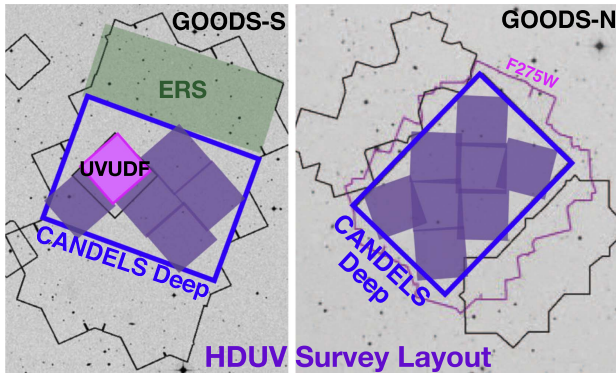 GOODS-S
ERS
UVUDF
CANDELS Deep
GOODS-N
F275W
CANDELS
Deep
HDUV Survey Layout